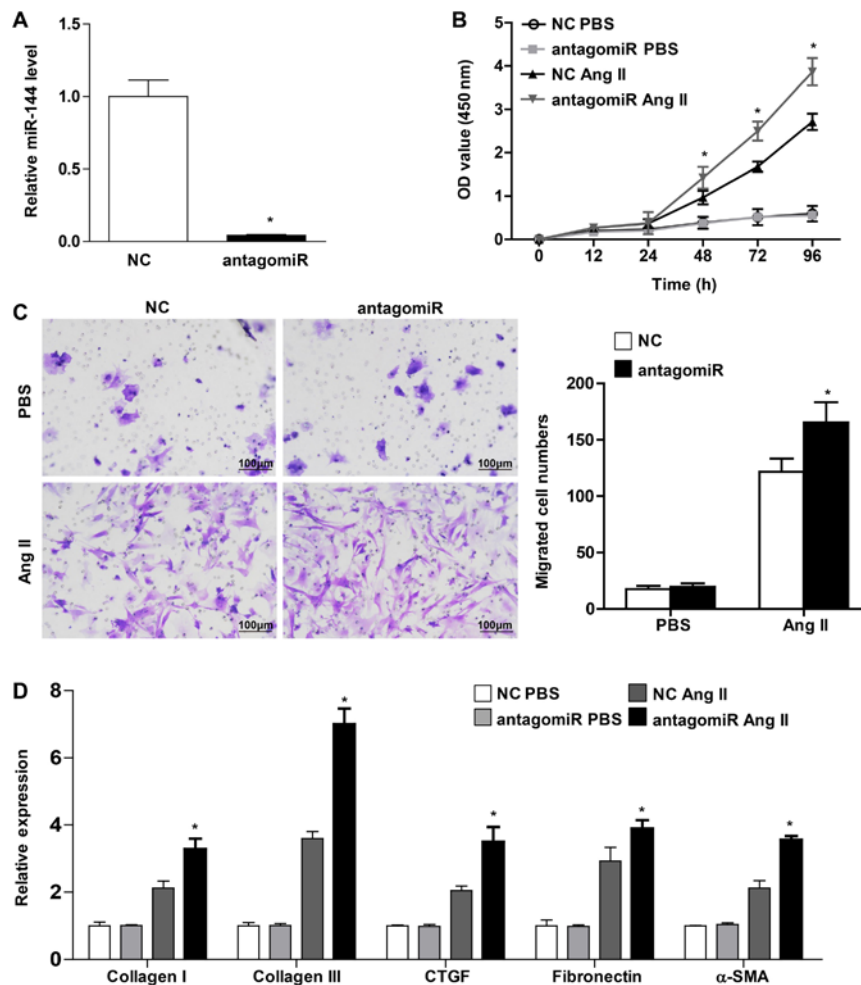 A
Relative miR-144 level
1.5
1.0
0.5
0.0
*
NC
antagomiR
B
NC PBS
antagomiR PBS
NC Ang II
antagomiR Ang II
OD value (450 nm)
5
4
3
2
1
0
*
*
*
0 12 24 48 72 96
Time (h)
C
NC antagomiR
PBS
100μm 100μm
Ang II
100μm 100μm
NC
antagomiR
Migrated cell numbers
200
150
100
50
0
*
PBS Ang II
D
Relative expression
8
6
4
2
0
NC PBS NC Ang II
antagomiR PBS antagomiR Ang II
* * * * *
Collagen I Collagen III CTGF Fibronectin α-SMA